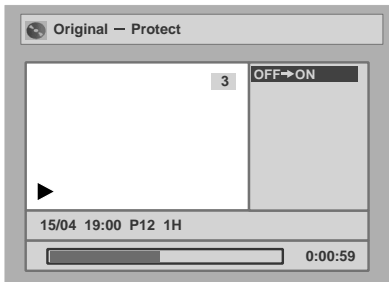 Original — Protect
3
OFF→ON
15/04 19:00 P12 1H
0:00:59